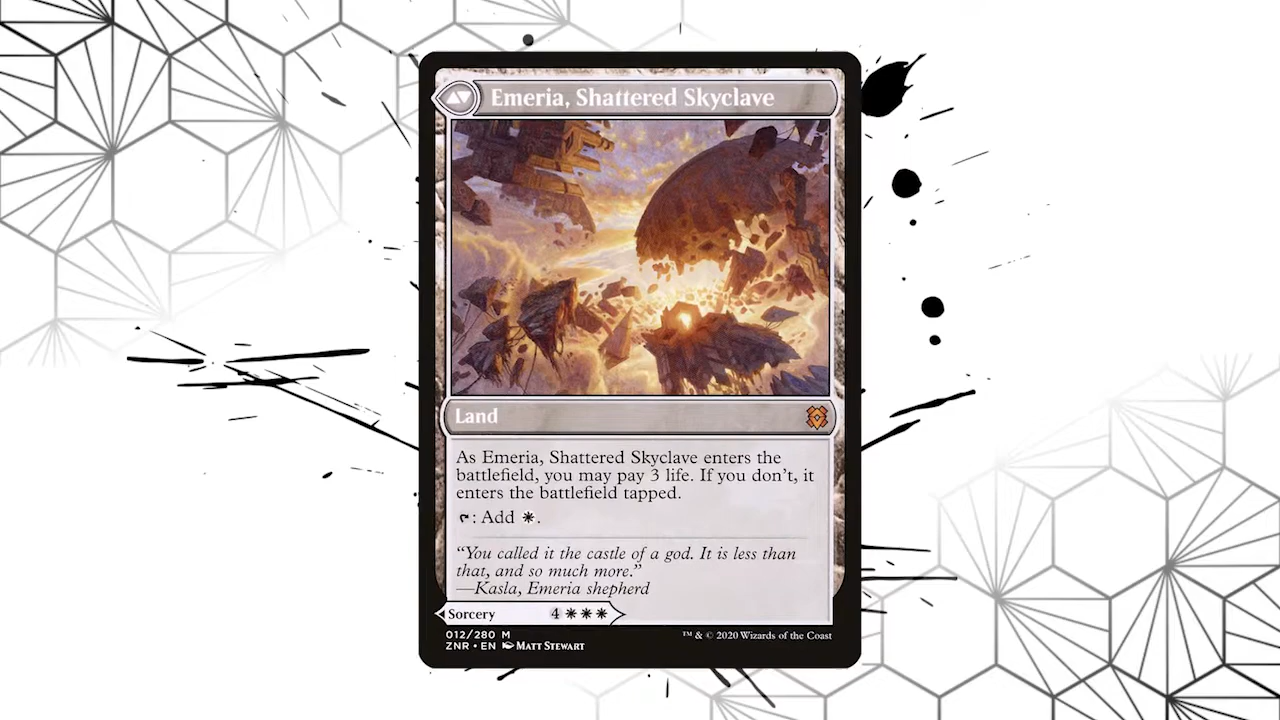 Emeria, Shattered Skyclave
Land
As Emeria, Shattered Skyclave enters the
battlefield, you may pay 3 life. If you don't, it
enters the battlefield tapped.
: Add .
“You called it the castle of a god. It is less than
that, and so much more.”
—Kasla, Emeria shepherd
Sorcery 4
012/280 M
ZNR • EN Matt Stewart
™ & © 2020 Wizards of the Coast